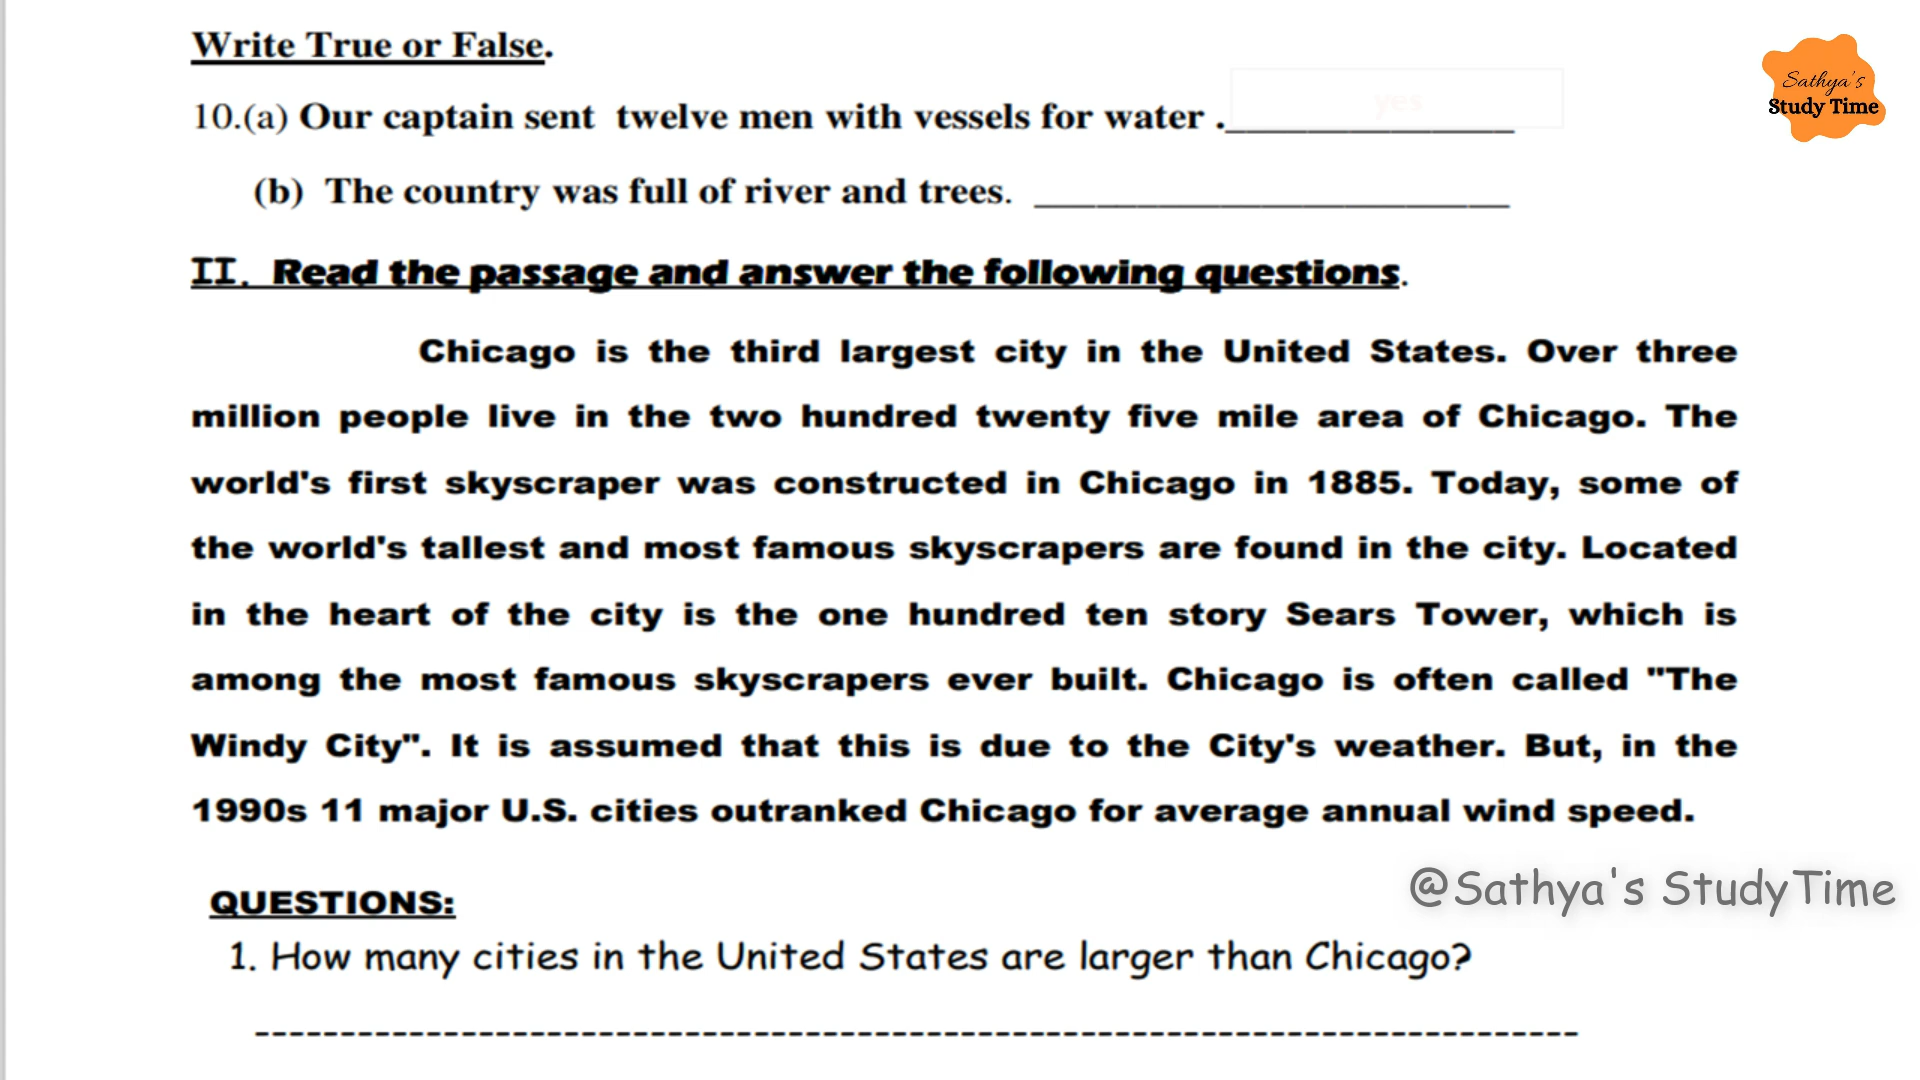 Write True or False.
Sathya's
Study Time
yes
10.(a) Our captain sent twelve men with vessels for water .______________
(b) The country was full of river and trees. _______________________
II. Read the passage and answer the following questions.
Chicago is the third largest city in the United States. Over three
million people live in the two hundred twenty five mile area of Chicago. The
world's first skyscraper was constructed in Chicago in 1885. Today, some of
the world's tallest and most famous skyscrapers are found in the city. Located
in the heart of the city is the one hundred ten story Sears Tower, which is
among the most famous skyscrapers ever built. Chicago is often called "The
Windy City". It is assumed that this is due to the City's weather. But, in the
1990s 11 major U.S. cities outranked Chicago for average annual wind speed.
@Sathya's StudyTime
QUESTIONS:
1. How many cities in the United States are larger than Chicago?
--------------------------------------------------------------------------------